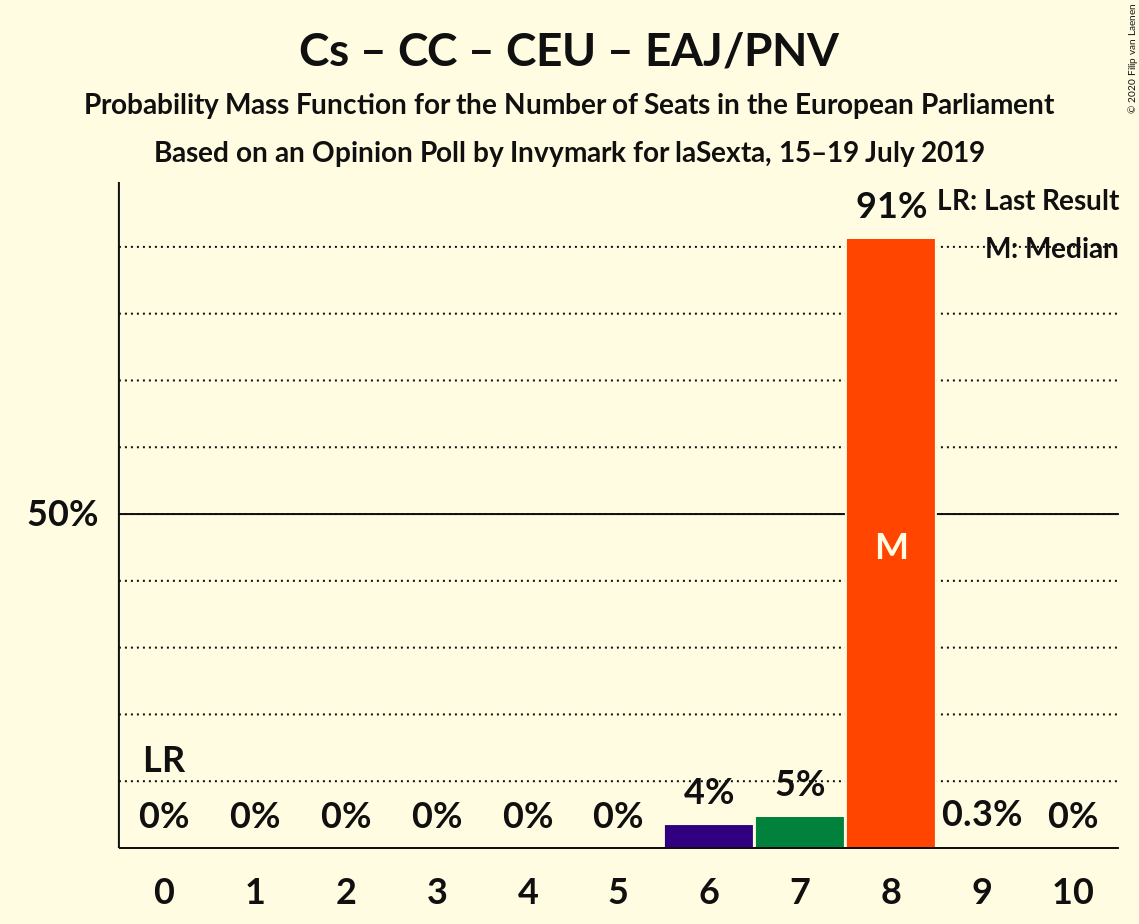 Cs – CC – CEU – EAJ/PNV
Probability Mass Function for the Number of Seats in the European Parliament
Based on an Opinion Poll by Invymark for laSexta, 15–19 July 2019
© 2020 Filip van Laenen
LR: Last Result
M: Median
91%
50%
M
LR
0% 0% 0% 0% 0% 0% 4% 5% 0.3% 0%
0 1 2 3 4 5 6 7 8 9 10